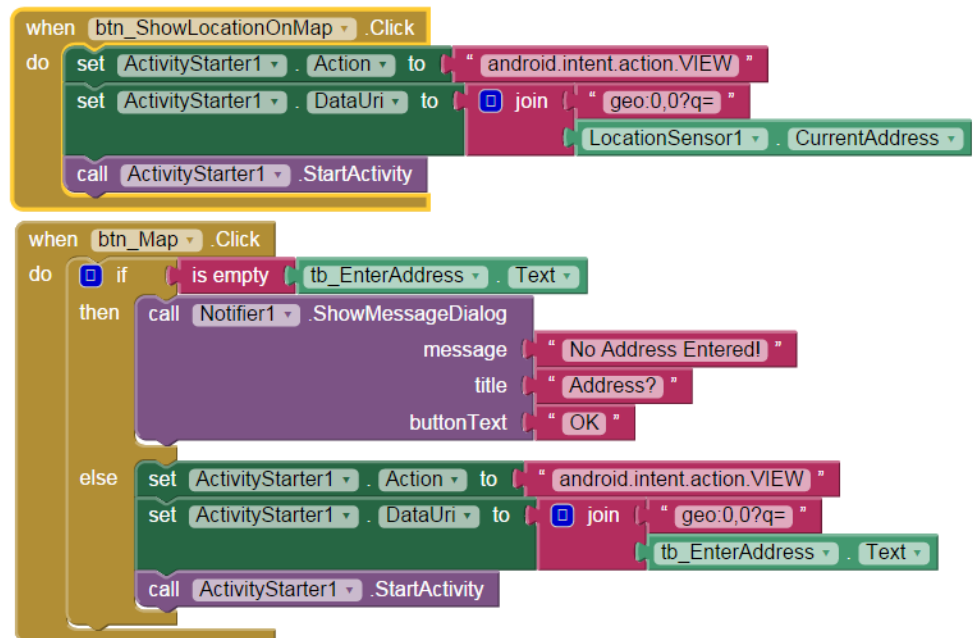 when btn_ShowLocationOnMap .Click
do set ActivityStarter1 . Action to " android.intent.action.VIEW "
set ActivityStarter1 . DataUri to join " geo:0,0?q= "
LocationSensor1 . CurrentAddress
call ActivityStarter1 .StartActivity
when btn_Map .Click
do if is empty tb_EnterAddress . Text
then call Notifier1 .ShowMessageDialog
message " No Address Entered! "
title " Address? "
buttonText " OK "
else set ActivityStarter1 . Action to " android.intent.action.VIEW "
set ActivityStarter1 . DataUri to join " geo:0,0?q= "
tb_EnterAddress . Text
call ActivityStarter1 .StartActivity